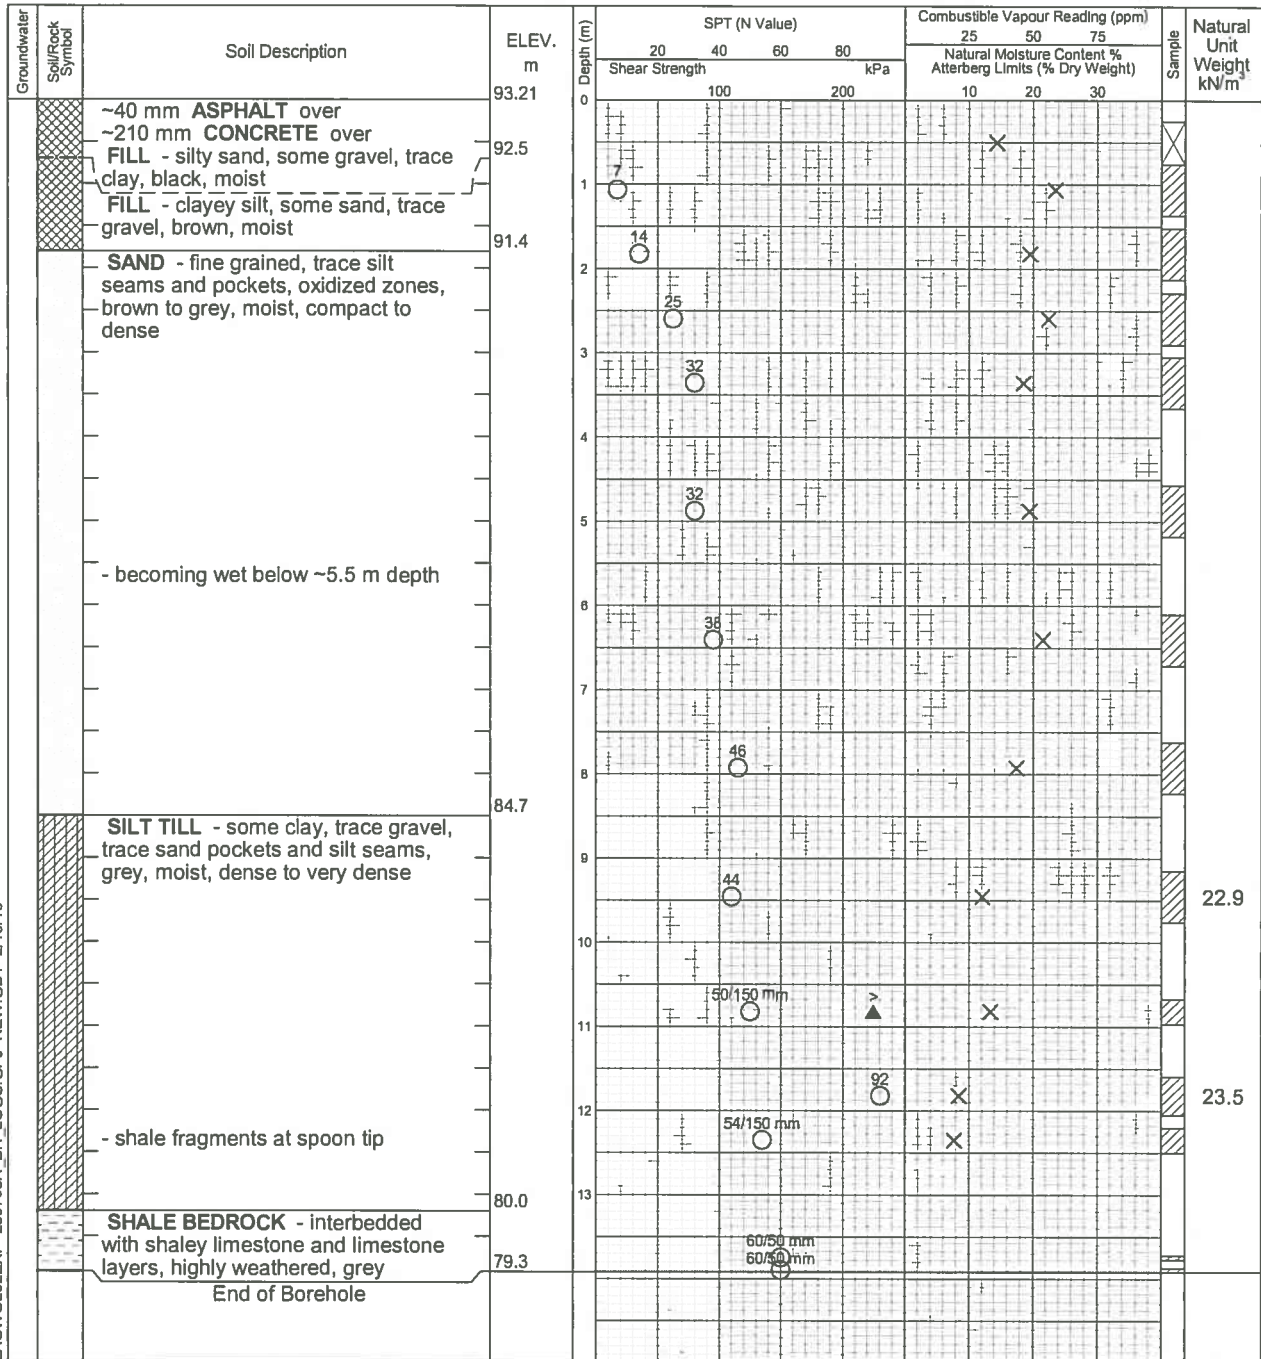 Groundwater
Soil/Rock
Symbol
Soil Description
ELEV.
m
Depth (m)
SPT (N Value)
20 40 60 80
Shear Strength kPa
100 200
Combustible Vapour Reading (ppm)
25 50 75
Natural Moisture Content %
Atterberg Limits (% Dry Weight)
10 20 30
Sample
Natural
Unit
Weight
kN/m³
93.21
0
~40 mm ASPHALT over
~210 mm CONCRETE over
FILL - silty sand, some gravel, trace
clay, black, moist
92.5
7
1
FILL - clayey silt, some sand, trace
gravel, brown, moist
91.4
14
SAND - fine grained, trace silt
seams and pockets, oxidized zones,
brown to grey, moist, compact to
dense
2
25
3
32
4
32
5
- becoming wet below ~5.5 m depth
6
38
7
46
8
84.7
SILT TILL - some clay, trace gravel,
trace sand pockets and silt seams,
grey, moist, dense to very dense
9
44
22.9
10
50/150 mm
>
11
92
23.5
12
54/150 mm
- shale fragments at spoon tip
13
80.0
SHALE BEDROCK - interbedded
with shaley limestone and limestone
layers, highly weathered, grey
60/50 mm
60/50 mm
79.3
End of Borehole